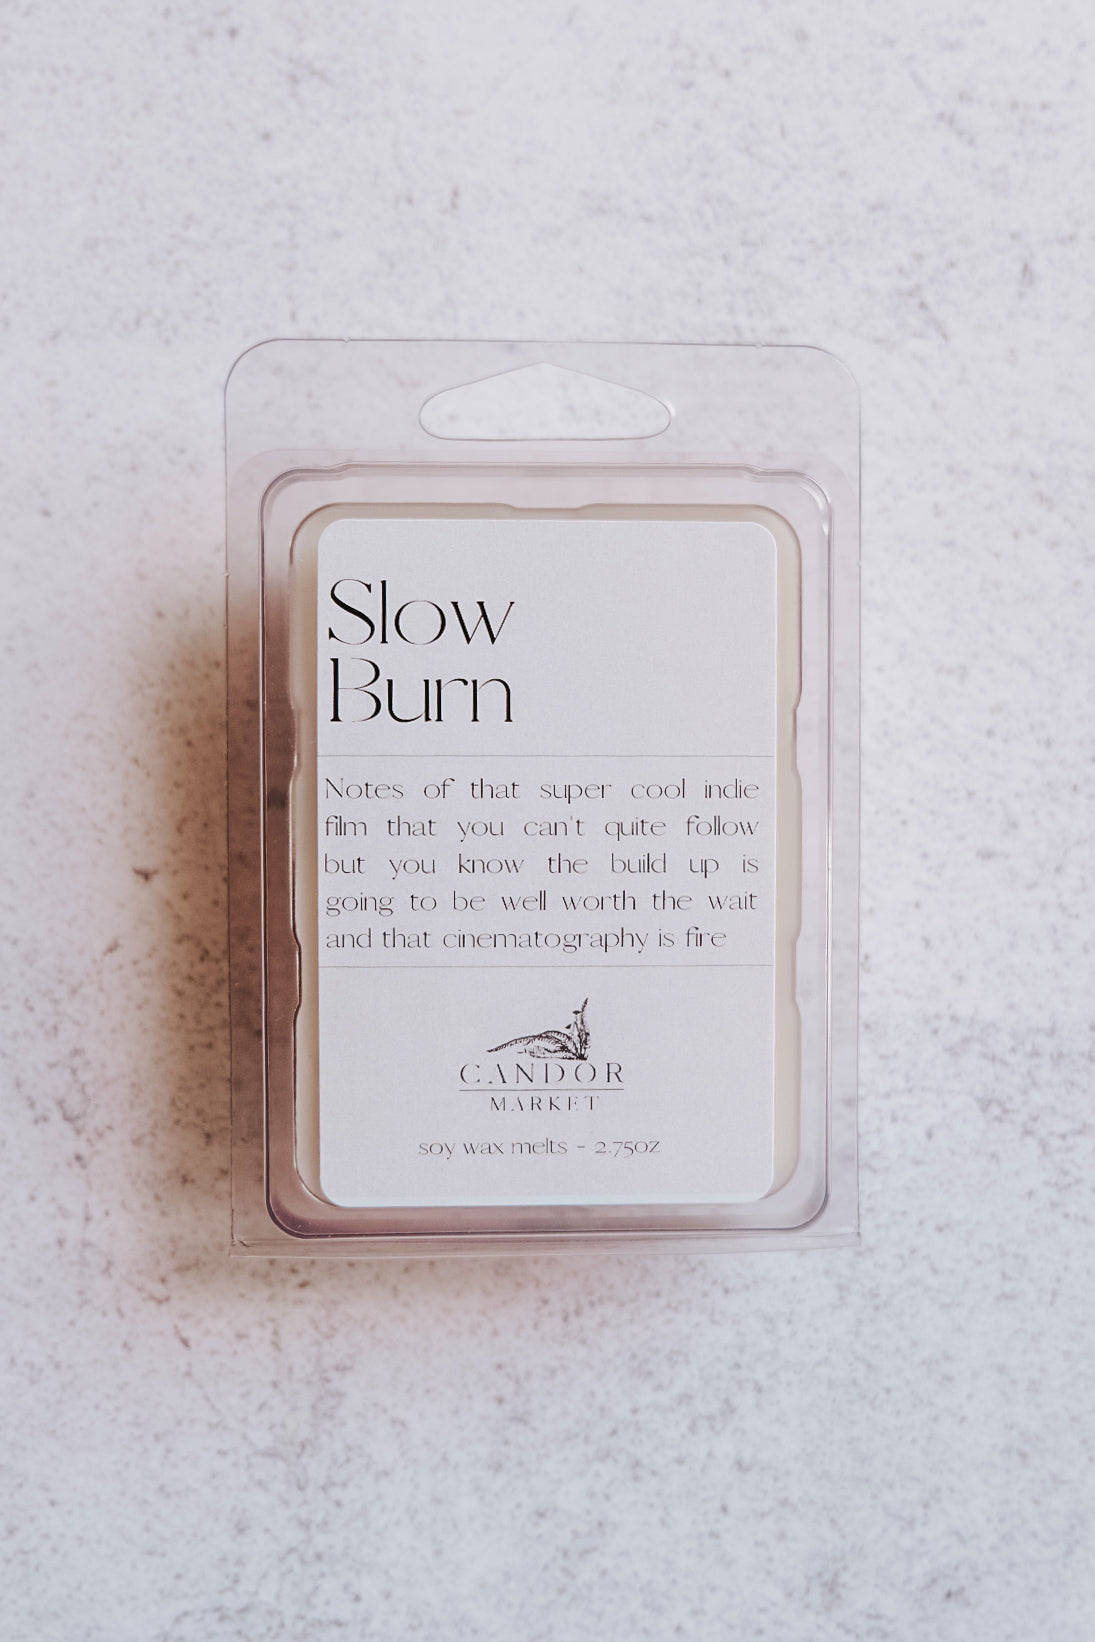 Slow
Burn
Notes of that super cool indie
film that you can't quite follow
but you know the build up is
going to be well worth the wait
and that cinematography is fire
CANDOR
MARKET
soy wax melts - 2.75oz